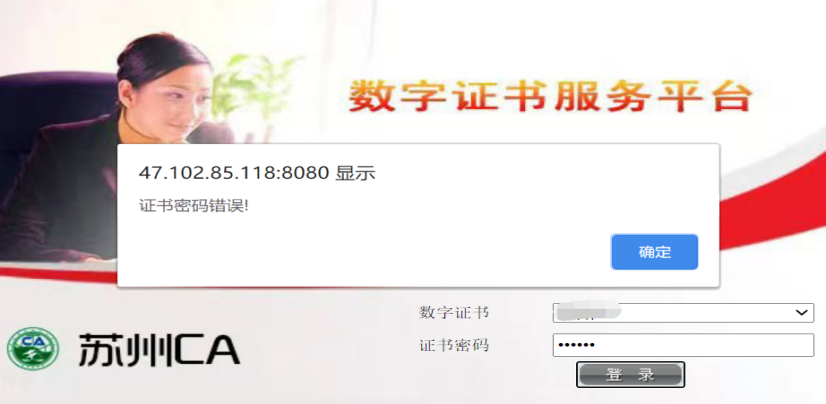 数字证书服务平台
47.102.85.118:8080 显示
证书密码错误!
确定
数字证书
CA 苏州CA
证书密码 ••••••
登 录